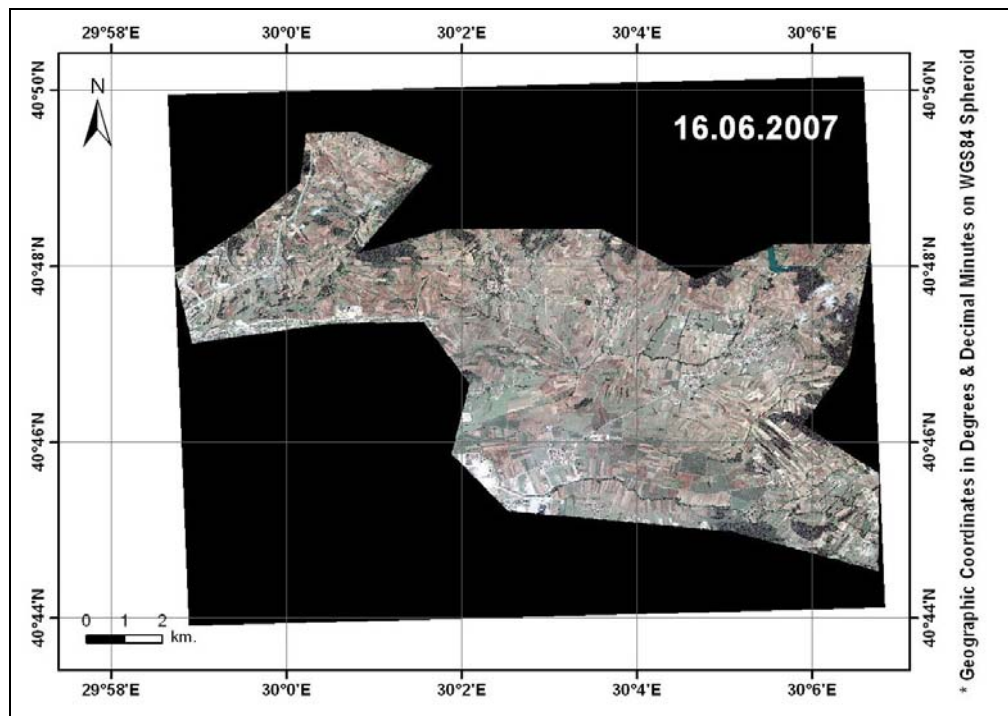 29°58'E 30°0'E 30°2'E 30°4'E 30°6'E
40°50'N 40°50'N
N
16.06.2007
40°48'N 40°48'N
40°46'N 40°46'N
40°44'N 40°44'N
0 1 2
km.
29°58'E 30°0'E 30°2'E 30°4'E 30°6'E
* Geographic Coordinates in Degrees & Decimal Minutes on WGS84 Spheroid